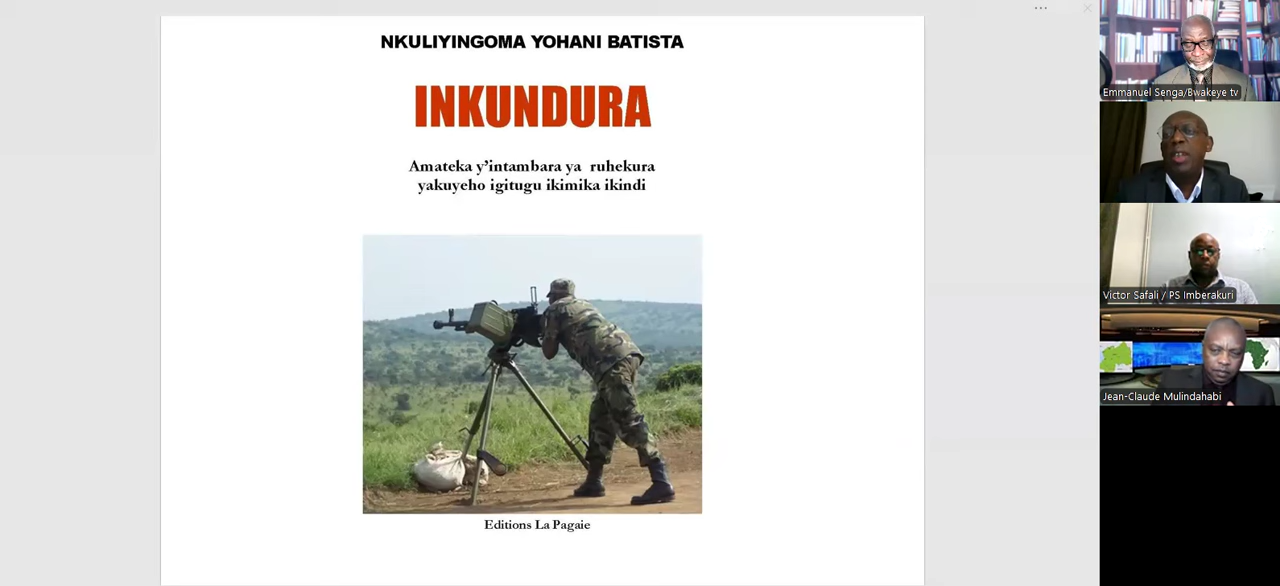 NKULIYINGOMA YOHANI BATISTA
INKUNDURA
Amateka y’intambara ya ruhekura
yakuyeho igitugu ikimika ikindi
Editions La Pagaie
Emmanuel Senga/Bwakeye tv
Victor Safali / PS Imberakuri
Jean-Claude Mulindahabi